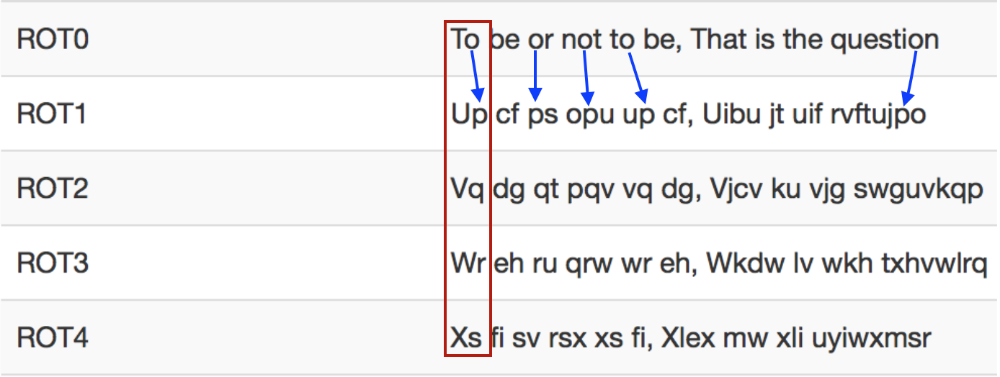 ROT0 To be or not to be, That is the question
ROT1 Up cf ps opu up cf, Uibu jt uif rvftujpo
ROT2 Vq dg qt pqv vq dg, Vjcv ku vjg swguvkqp
ROT3 Wr eh ru qrw wr eh, Wkdw lv wkh txhvwlrq
ROT4 Xs fi sv rsx xs fi, Xlex mw xli uyiwxmsr